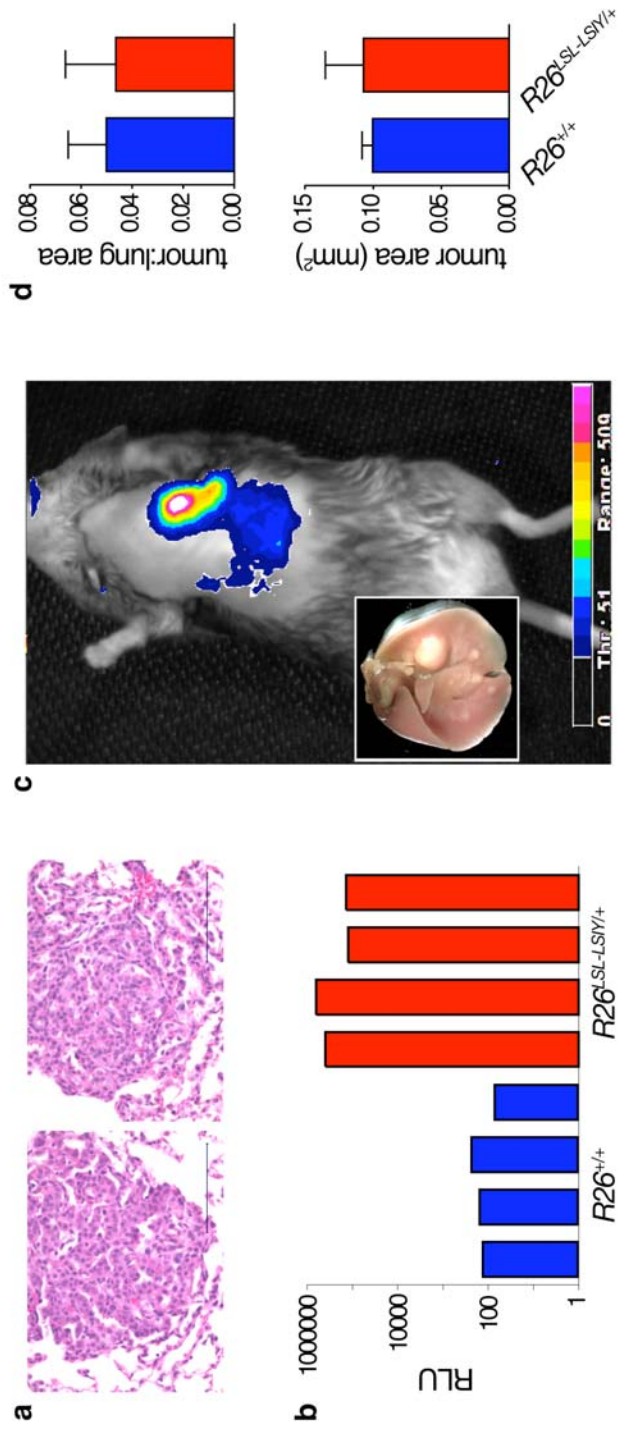 a
b
1000000
10000
100
1
RLU
R26+/+
R26LSL-LSIY/+
c
0 Thr: 51 Range: 509
d
0.08
0.06
0.04
0.02
0.00
tumor:lung area
0.15
0.10
0.05
0.00
tumor area (mm2)
R26+/+
R26LSL-LSIY/+